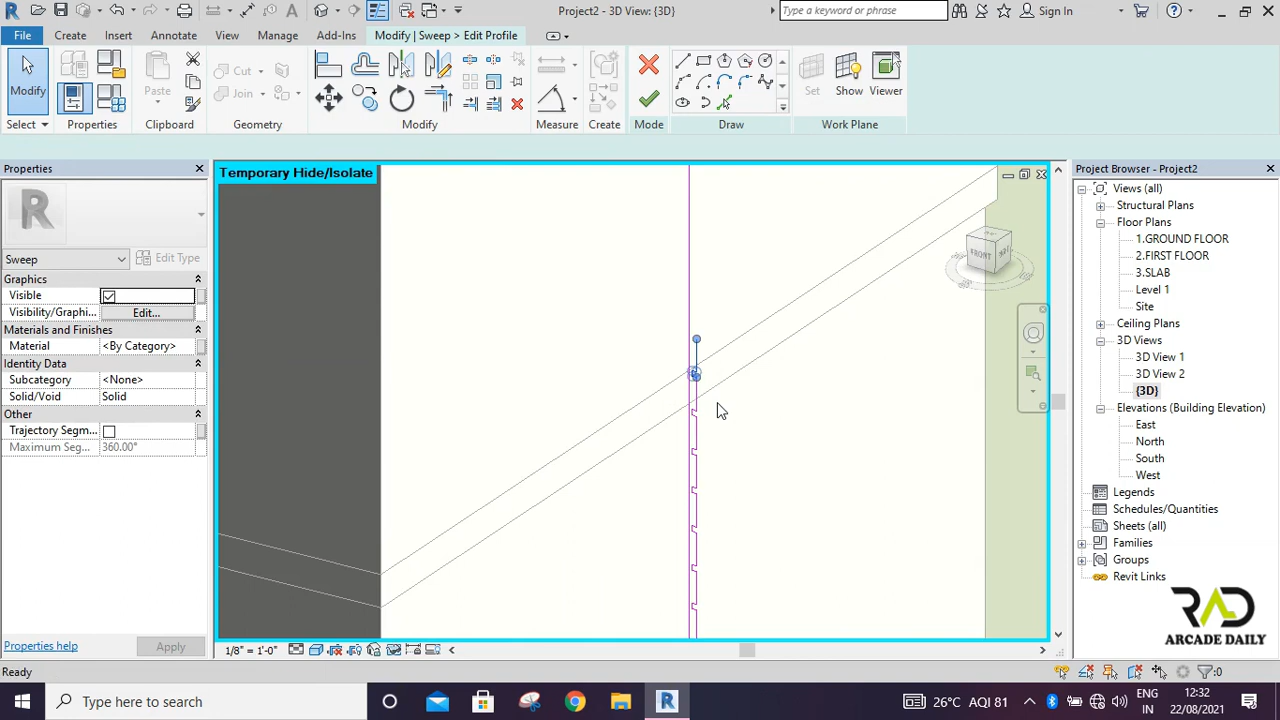 Project2 - 3D View: {3D}
Type a keyword or phrase
Sign In
File
Create
Insert
Annotate
View
Manage
Add-Ins
Modify | Sweep > Edit Profile
Modify
Paste
Cut
Join
Set
Show
Viewer
Select
Properties
Clipboard
Geometry
Modify
Measure
Create
Mode
Draw
Work Plane
Properties
Temporary Hide/Isolate
Project Browser - Project2
Sweep
Edit Type
Graphics
Visible
Visibility/Graphi...
Edit...
Materials and Finishes
Material
<By Category>
Identity Data
Subcategory
<None>
Solid/Void
Solid
Other
Trajectory Segm...
Maximum Seg...
360.00°
Properties help
Apply
FRONT
Views (all)
Structural Plans
Floor Plans
1.GROUND FLOOR
2.FIRST FLOOR
3.SLAB
Level 1
Site
Ceiling Plans
3D Views
3D View 1
3D View 2
{3D}
Elevations (Building Elevation)
East
North
South
West
Legends
Schedules/Quantities
Sheets (all)
Families
Groups
Revit Links
RAD
ARCADE DAILY
1/8" = 1'-0"
Ready
:0
Type here to search
26°C AQI 81
ENG
IN
12:32
22/08/2021